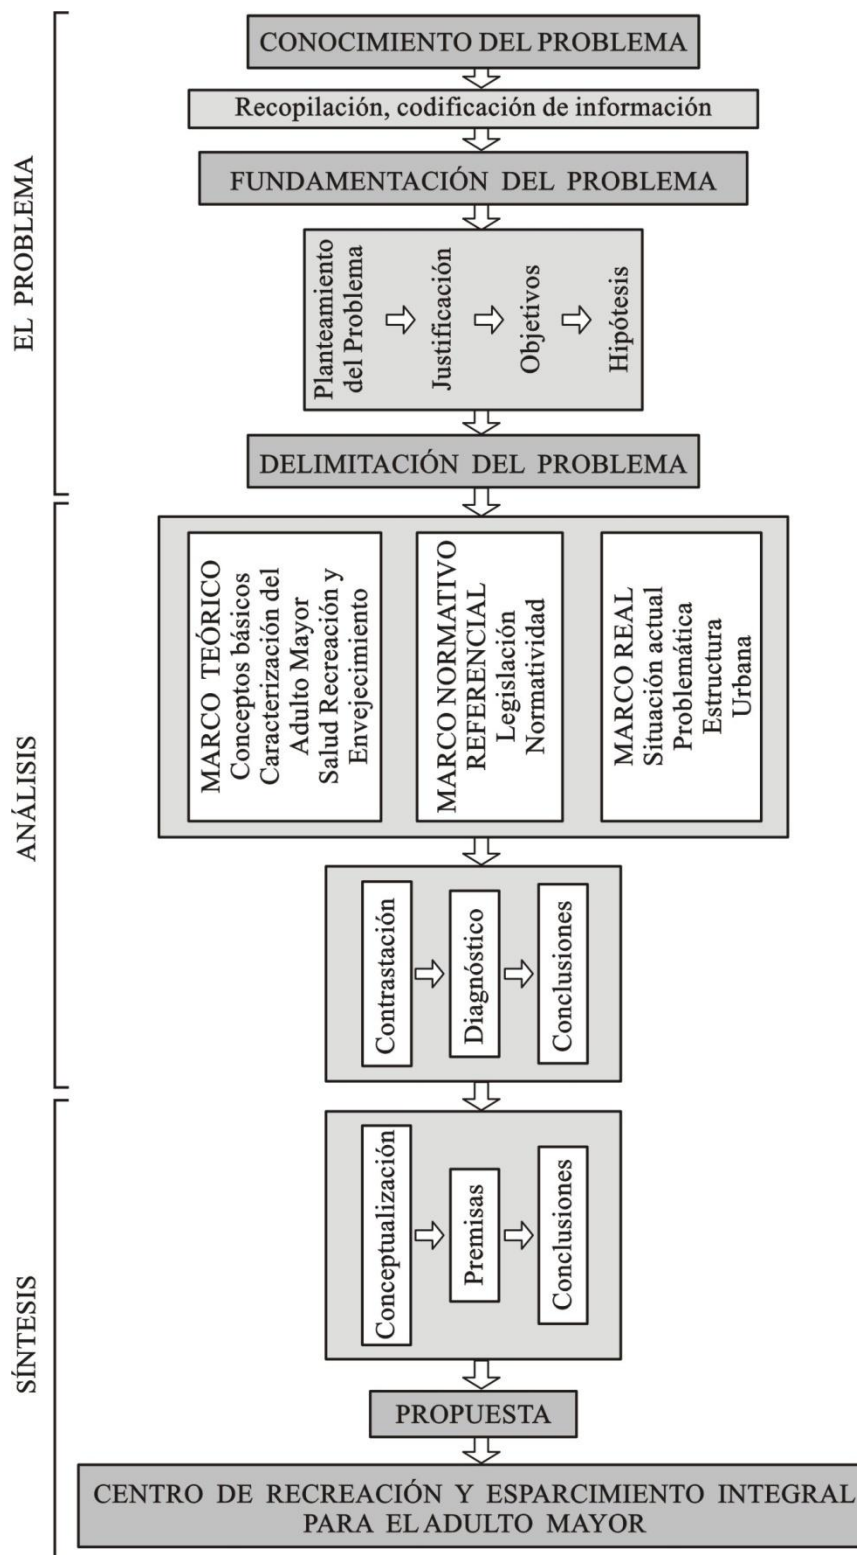 EL PROBLEMA
CONOCIMIENTO DEL PROBLEMA
Recopilación, codificación de información
FUNDAMENTACIÓN DEL PROBLEMA
Planteamiento
del Problema
Justificación
Objetivos
Hipótesis
DELIMITACIÓN DEL PROBLEMA
ANÁLISIS
MARCO TEÓRICO
Conceptos básicos
Caracterización del
Adulto Mayor
Salud Recreación y
Envejecimiento
MARCO NORMATIVO
REFERENCIAL
Legislación
Normatividad
MARCO REAL
Situación actual
Problemática
Estructura
Urbana
Contrastación
Diagnóstico
Conclusiones
SÍNTESIS
Conceptualización
Premisas
Conclusiones
PROPUESTA
CENTRO DE RECREACIÓN Y ESPARCIMIENTO INTEGRAL
PARA EL ADULTO MAYOR